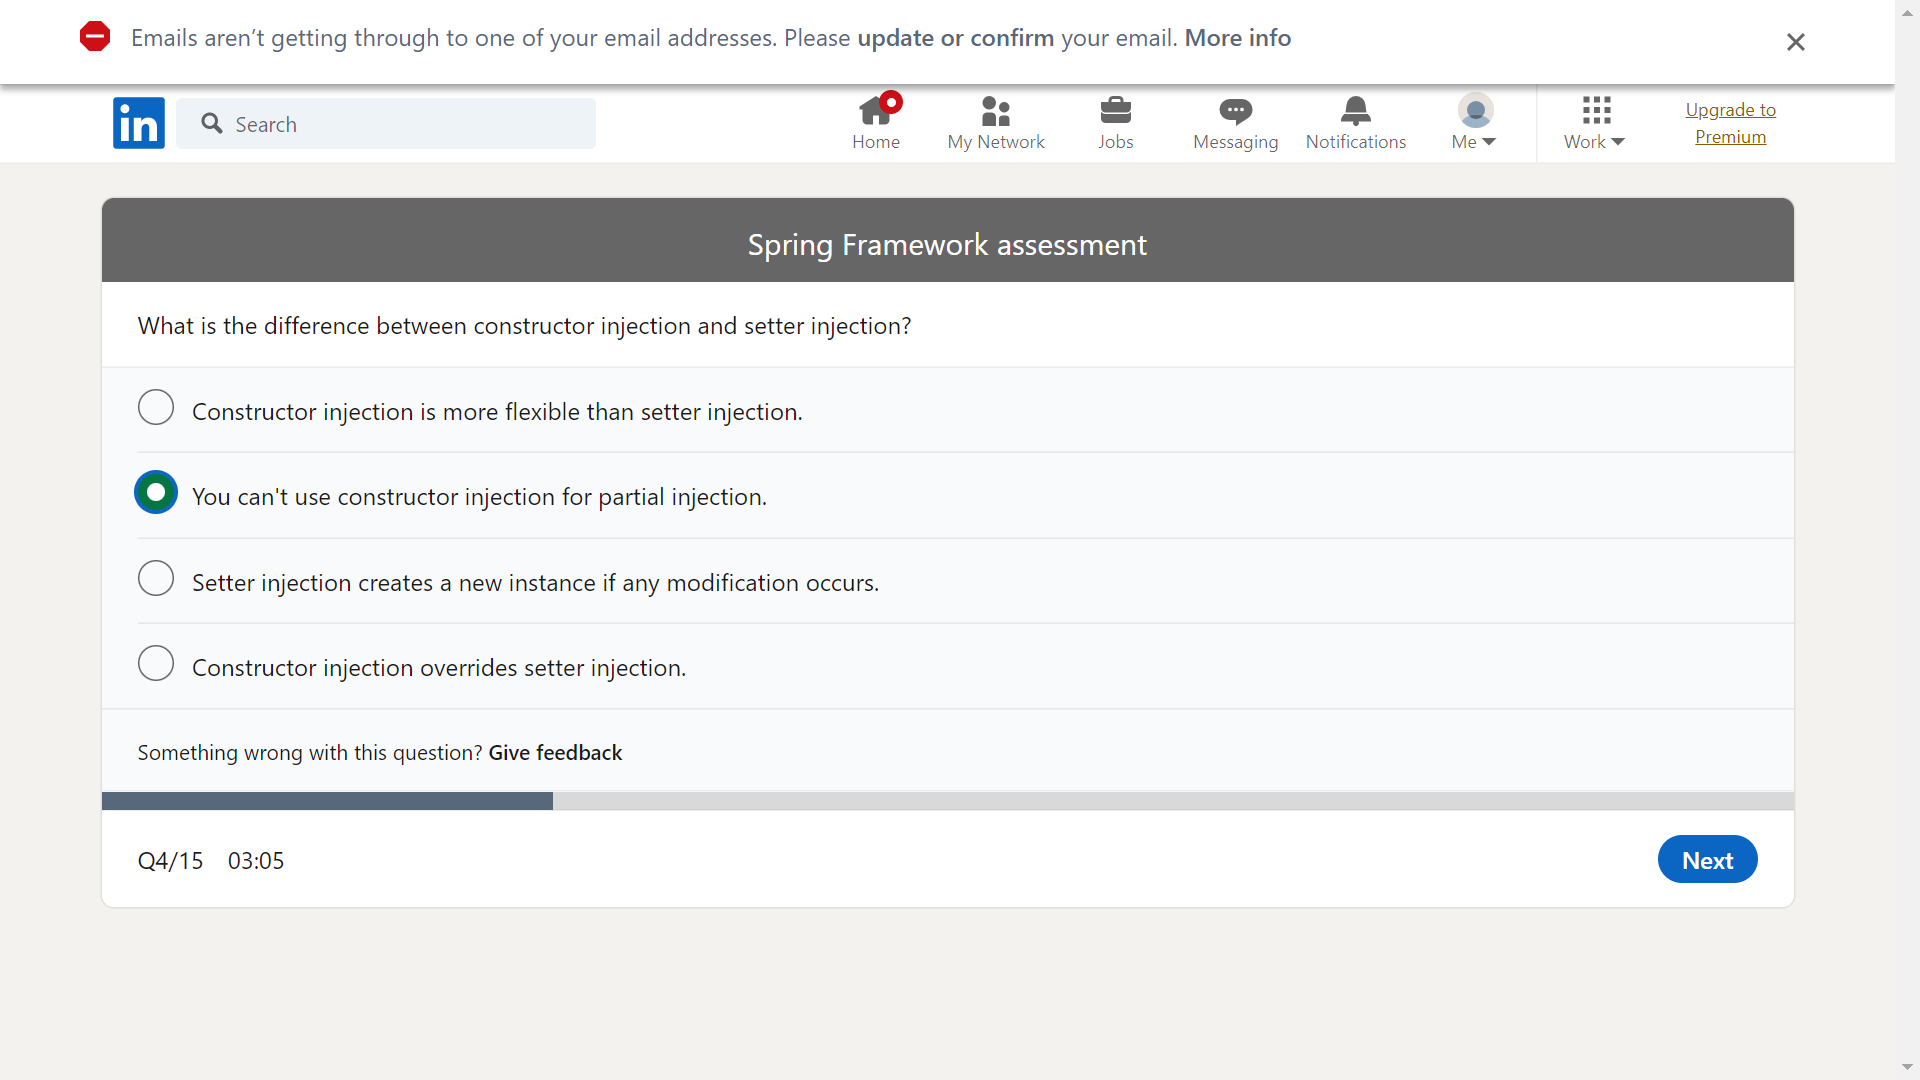 Emails aren’t getting through to one of your email addresses. Please update or confirm your email. More info
in
Search
Home
My Network
Jobs
Messaging
Notifications
Me
Work
Upgrade to
Premium
Spring Framework assessment
What is the difference between constructor injection and setter injection?
Constructor injection is more flexible than setter injection.
You can't use constructor injection for partial injection.
Setter injection creates a new instance if any modification occurs.
Constructor injection overrides setter injection.
Something wrong with this question? Give feedback
Q4/15 03:05
Next